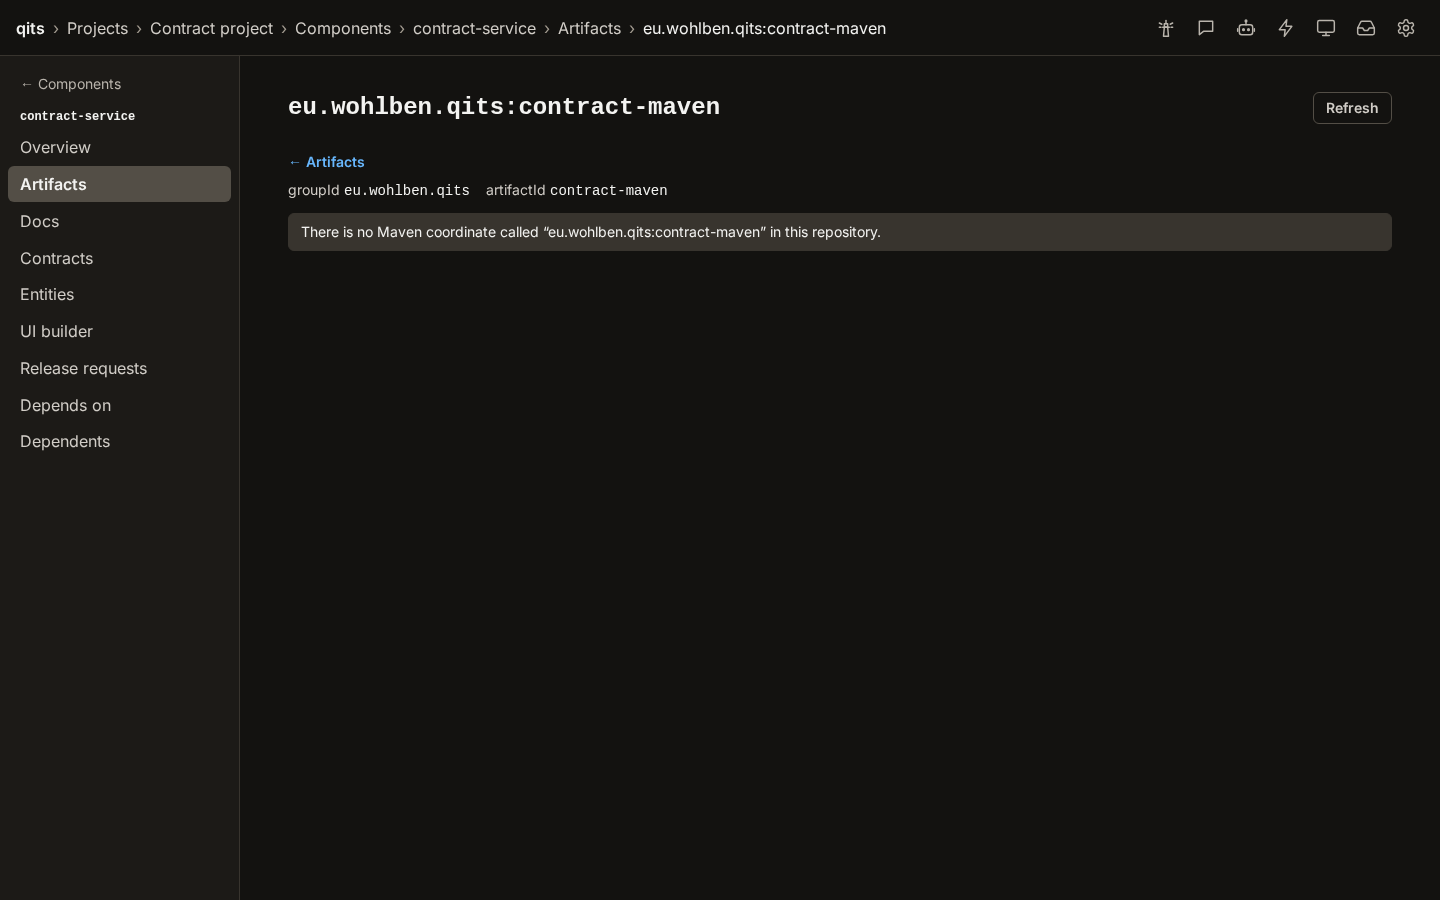 qits › Projects › Contract project › Components › contract-service › Artifacts › eu.wohlben.qits:contract-maven
← Components
contract-service
Overview
Artifacts
Docs
Contracts
Entities
UI builder
Release requests
Depends on
Dependents
eu.wohlben.qits:contract-maven
Refresh
← Artifacts
groupId eu.wohlben.qits artifactId contract-maven
There is no Maven coordinate called “eu.wohlben.qits:contract-maven” in this repository.